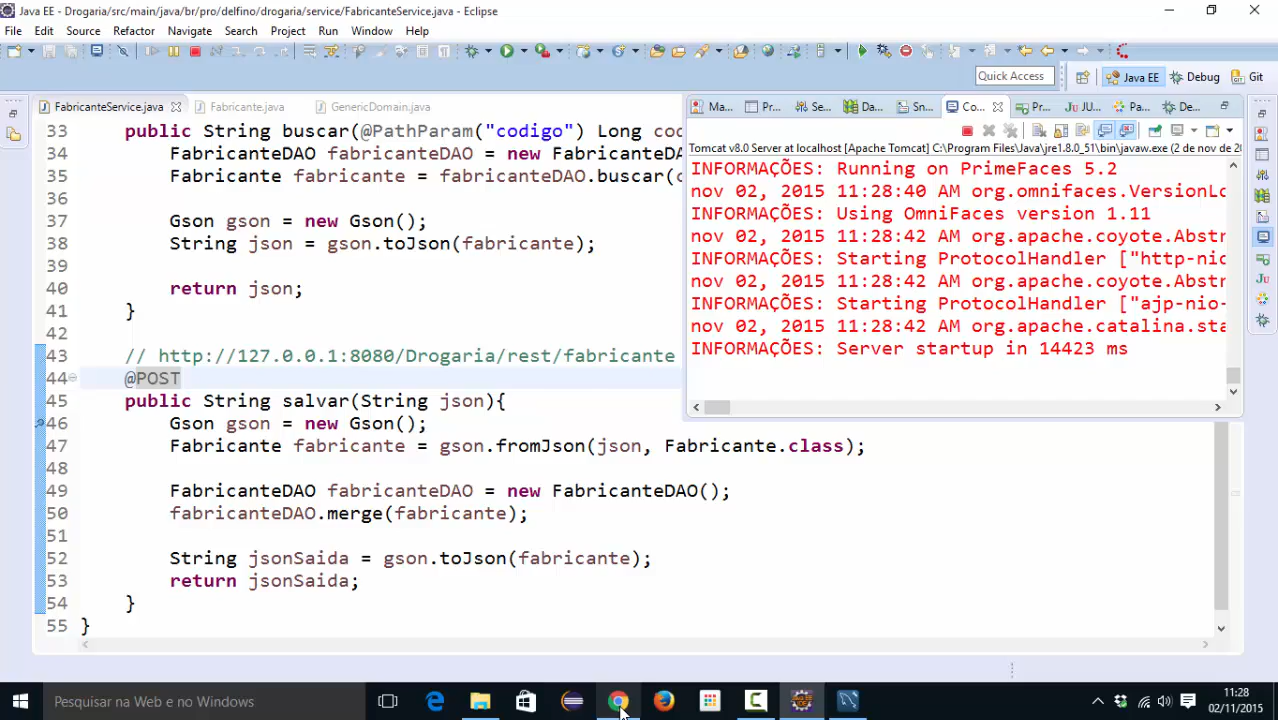 Java EE - Drogaria/src/main/java/br/pro/delfino/drogaria/service/FabricanteService.java - Eclipse
File Edit Source Refactor Navigate Search Project Run Window Help
Quick Access
Java EE Debug Git
FabricanteService.java Fabricante.java GenericDomain.java
33 public String buscar(@PathParam("codigo") Long coc
34 FabricanteDAO fabricanteDAO = new FabricanteDA
35 Fabricante fabricante = fabricanteDAO.buscar(c
36
37 Gson gson = new Gson();
38 String json = gson.toJson(fabricante);
39
40 return json;
41 }
42
43 // http://127.0.0.1:8080/Drogaria/rest/fabricante
44 @POST
45 public String salvar(String json){
46 Gson gson = new Gson();
47 Fabricante fabricante = gson.fromJson(json, Fabricante.class);
48
49 FabricanteDAO fabricanteDAO = new FabricanteDAO();
50 fabricanteDAO.merge(fabricante);
51
52 String jsonSaida = gson.toJson(fabricante);
53 return jsonSaida;
54 }
55 }
Ma... Pr... Se... Da... Sn... Co... Pr... JU... Pa... De...
Tomcat v8.0 Server at localhost [Apache Tomcat] C:\Program Files\Java\jre1.8.0_51\bin\javaw.exe (2 de nov de 20
INFORMAÇÕES: Running on PrimeFaces 5.2
nov 02, 2015 11:28:40 AM org.omnifaces.VersionLo
INFORMAÇÕES: Using OmniFaces version 1.11
nov 02, 2015 11:28:42 AM org.apache.coyote.Abstr
INFORMAÇÕES: Starting ProtocolHandler ["http-nio
nov 02, 2015 11:28:42 AM org.apache.coyote.Abstr
INFORMAÇÕES: Starting ProtocolHandler ["ajp-nio-
nov 02, 2015 11:28:42 AM org.apache.catalina.sta
INFORMAÇÕES: Server startup in 14423 ms
Pesquisar na Web e no Windows
11:28
02/11/2015